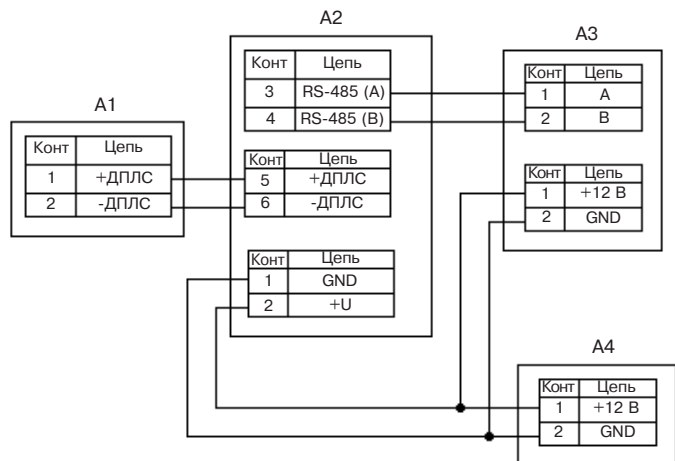 A1
Конт Цепь
1 +ДПЛС
2 -ДПЛС
A2
Конт Цепь
3 RS-485 (A)
4 RS-485 (B)
Конт Цепь
5 +ДПЛС
6 -ДПЛС
Конт Цепь
1 GND
2 +U
A3
Конт Цепь
1 A
2 B
Конт Цепь
1 +12 В
2 GND
A4
Конт Цепь
1 +12 В
2 GND